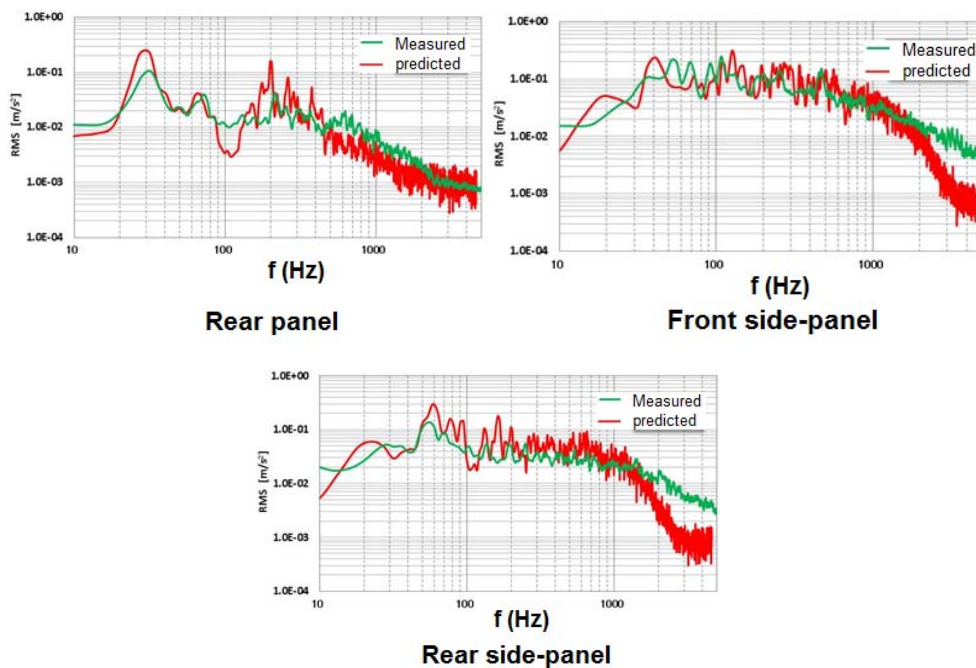 1.0E+00
1.0E-01
1.0E-02
1.0E-03
1.0E-04
RMS [m/s²]
Measured
predicted
10 100 1000
f (Hz)
Rear panel
1.0E+00
1.0E-01
1.0E-02
1.0E-03
1.0E-04
RMS [m/s²]
Measured
predicted
10 100 1000
f (Hz)
Front side-panel
1.0E+00
1.0E-01
1.0E-02
1.0E-03
1.0E-04
RMS [m/s²]
Measured
predicted
10 100 1000
f (Hz)
Rear side-panel